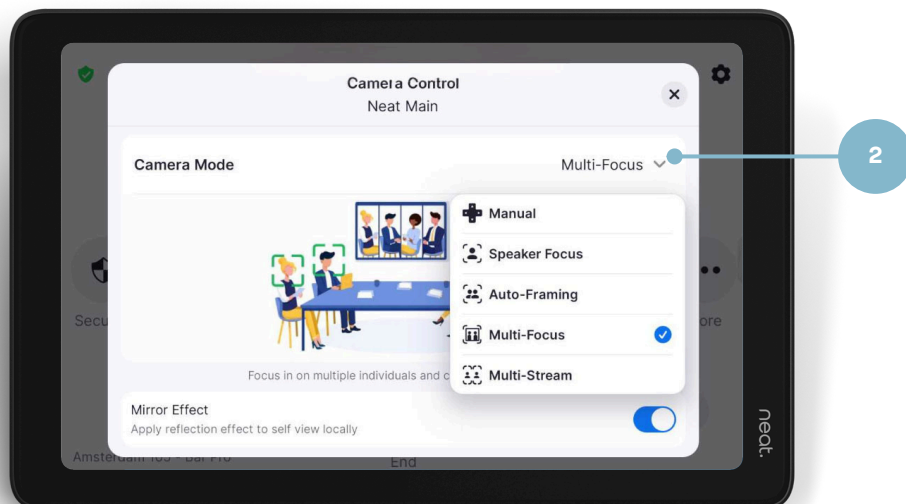 Camera Control
Neat Main
Camera Mode
Multi-Focus
2
Manual
Speaker Focus
Auto-Framing
Multi-Focus
Multi-Stream
Focus in on multiple individuals and c
Mirror Effect
Apply reflection effect to self view locally
Secu
ore
End
neat.